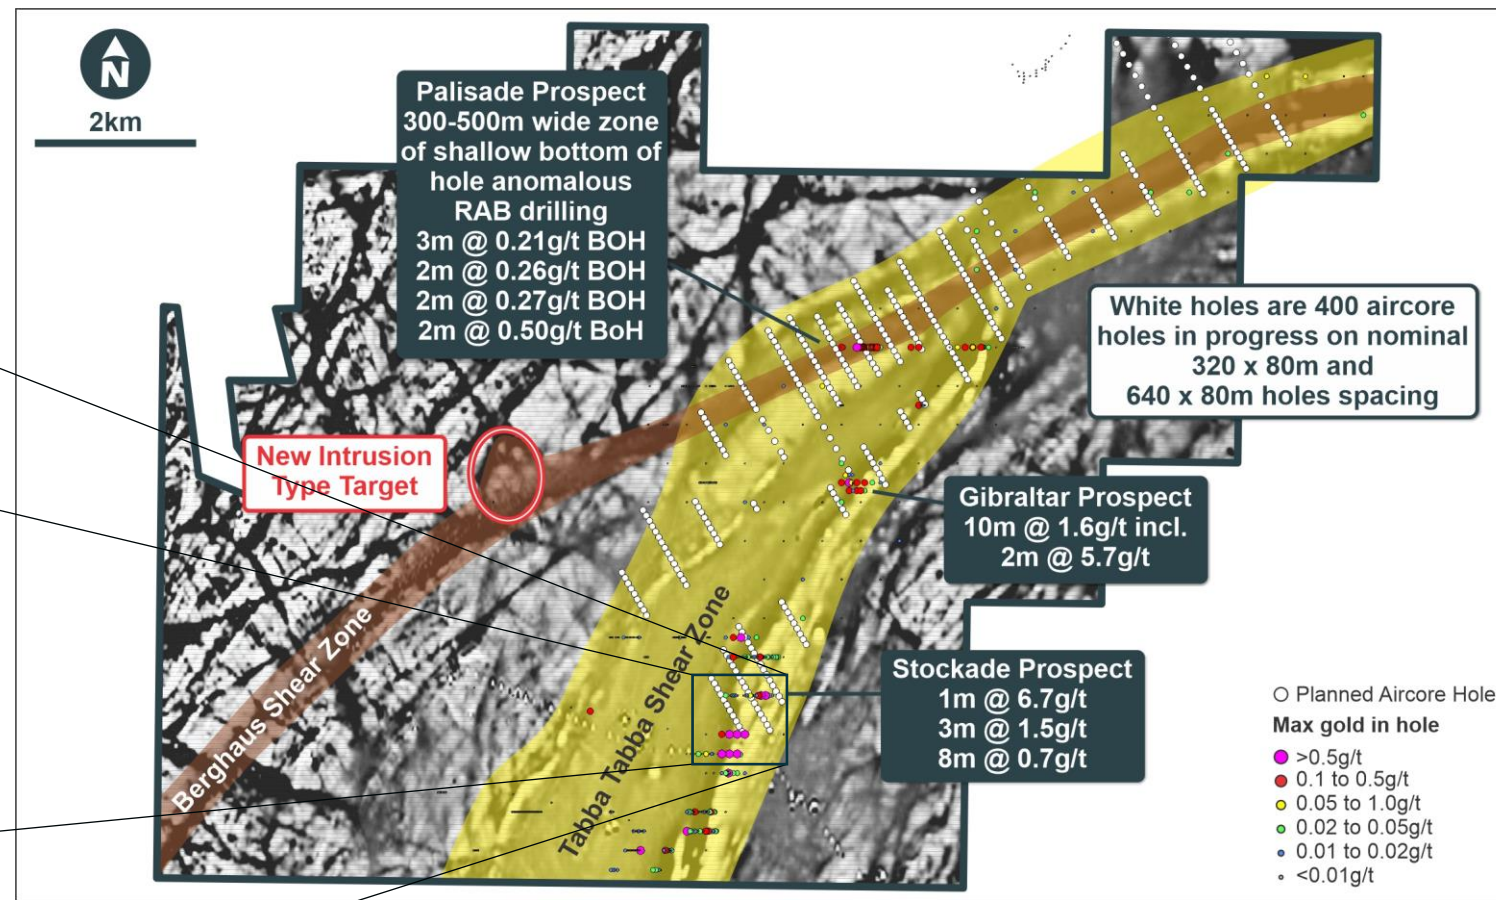 N
2km
Palisade Prospect
300-500m wide zone
of shallow bottom of
hole anomalous
RAB drilling
3m @ 0.21g/t BOH
2m @ 0.26g/t BOH
2m @ 0.27g/t BOH
2m @ 0.50g/t BoH
White holes are 400 aircore
holes in progress on nominal
320 x 80m and
640 x 80m holes spacing
New Intrusion
Type Target
Gibraltar Prospect
10m @ 1.6g/t incl.
2m @ 5.7g/t
Berghaus Shear Zone
Tabba Tabba Shear Zone
Stockade Prospect
1m @ 6.7g/t
3m @ 1.5g/t
8m @ 0.7g/t
Planned Aircore Hole
Max gold in hole
>0.5g/t
0.1 to 0.5g/t
0.05 to 1.0g/t
0.02 to 0.05g/t
0.01 to 0.02g/t
<0.01g/t